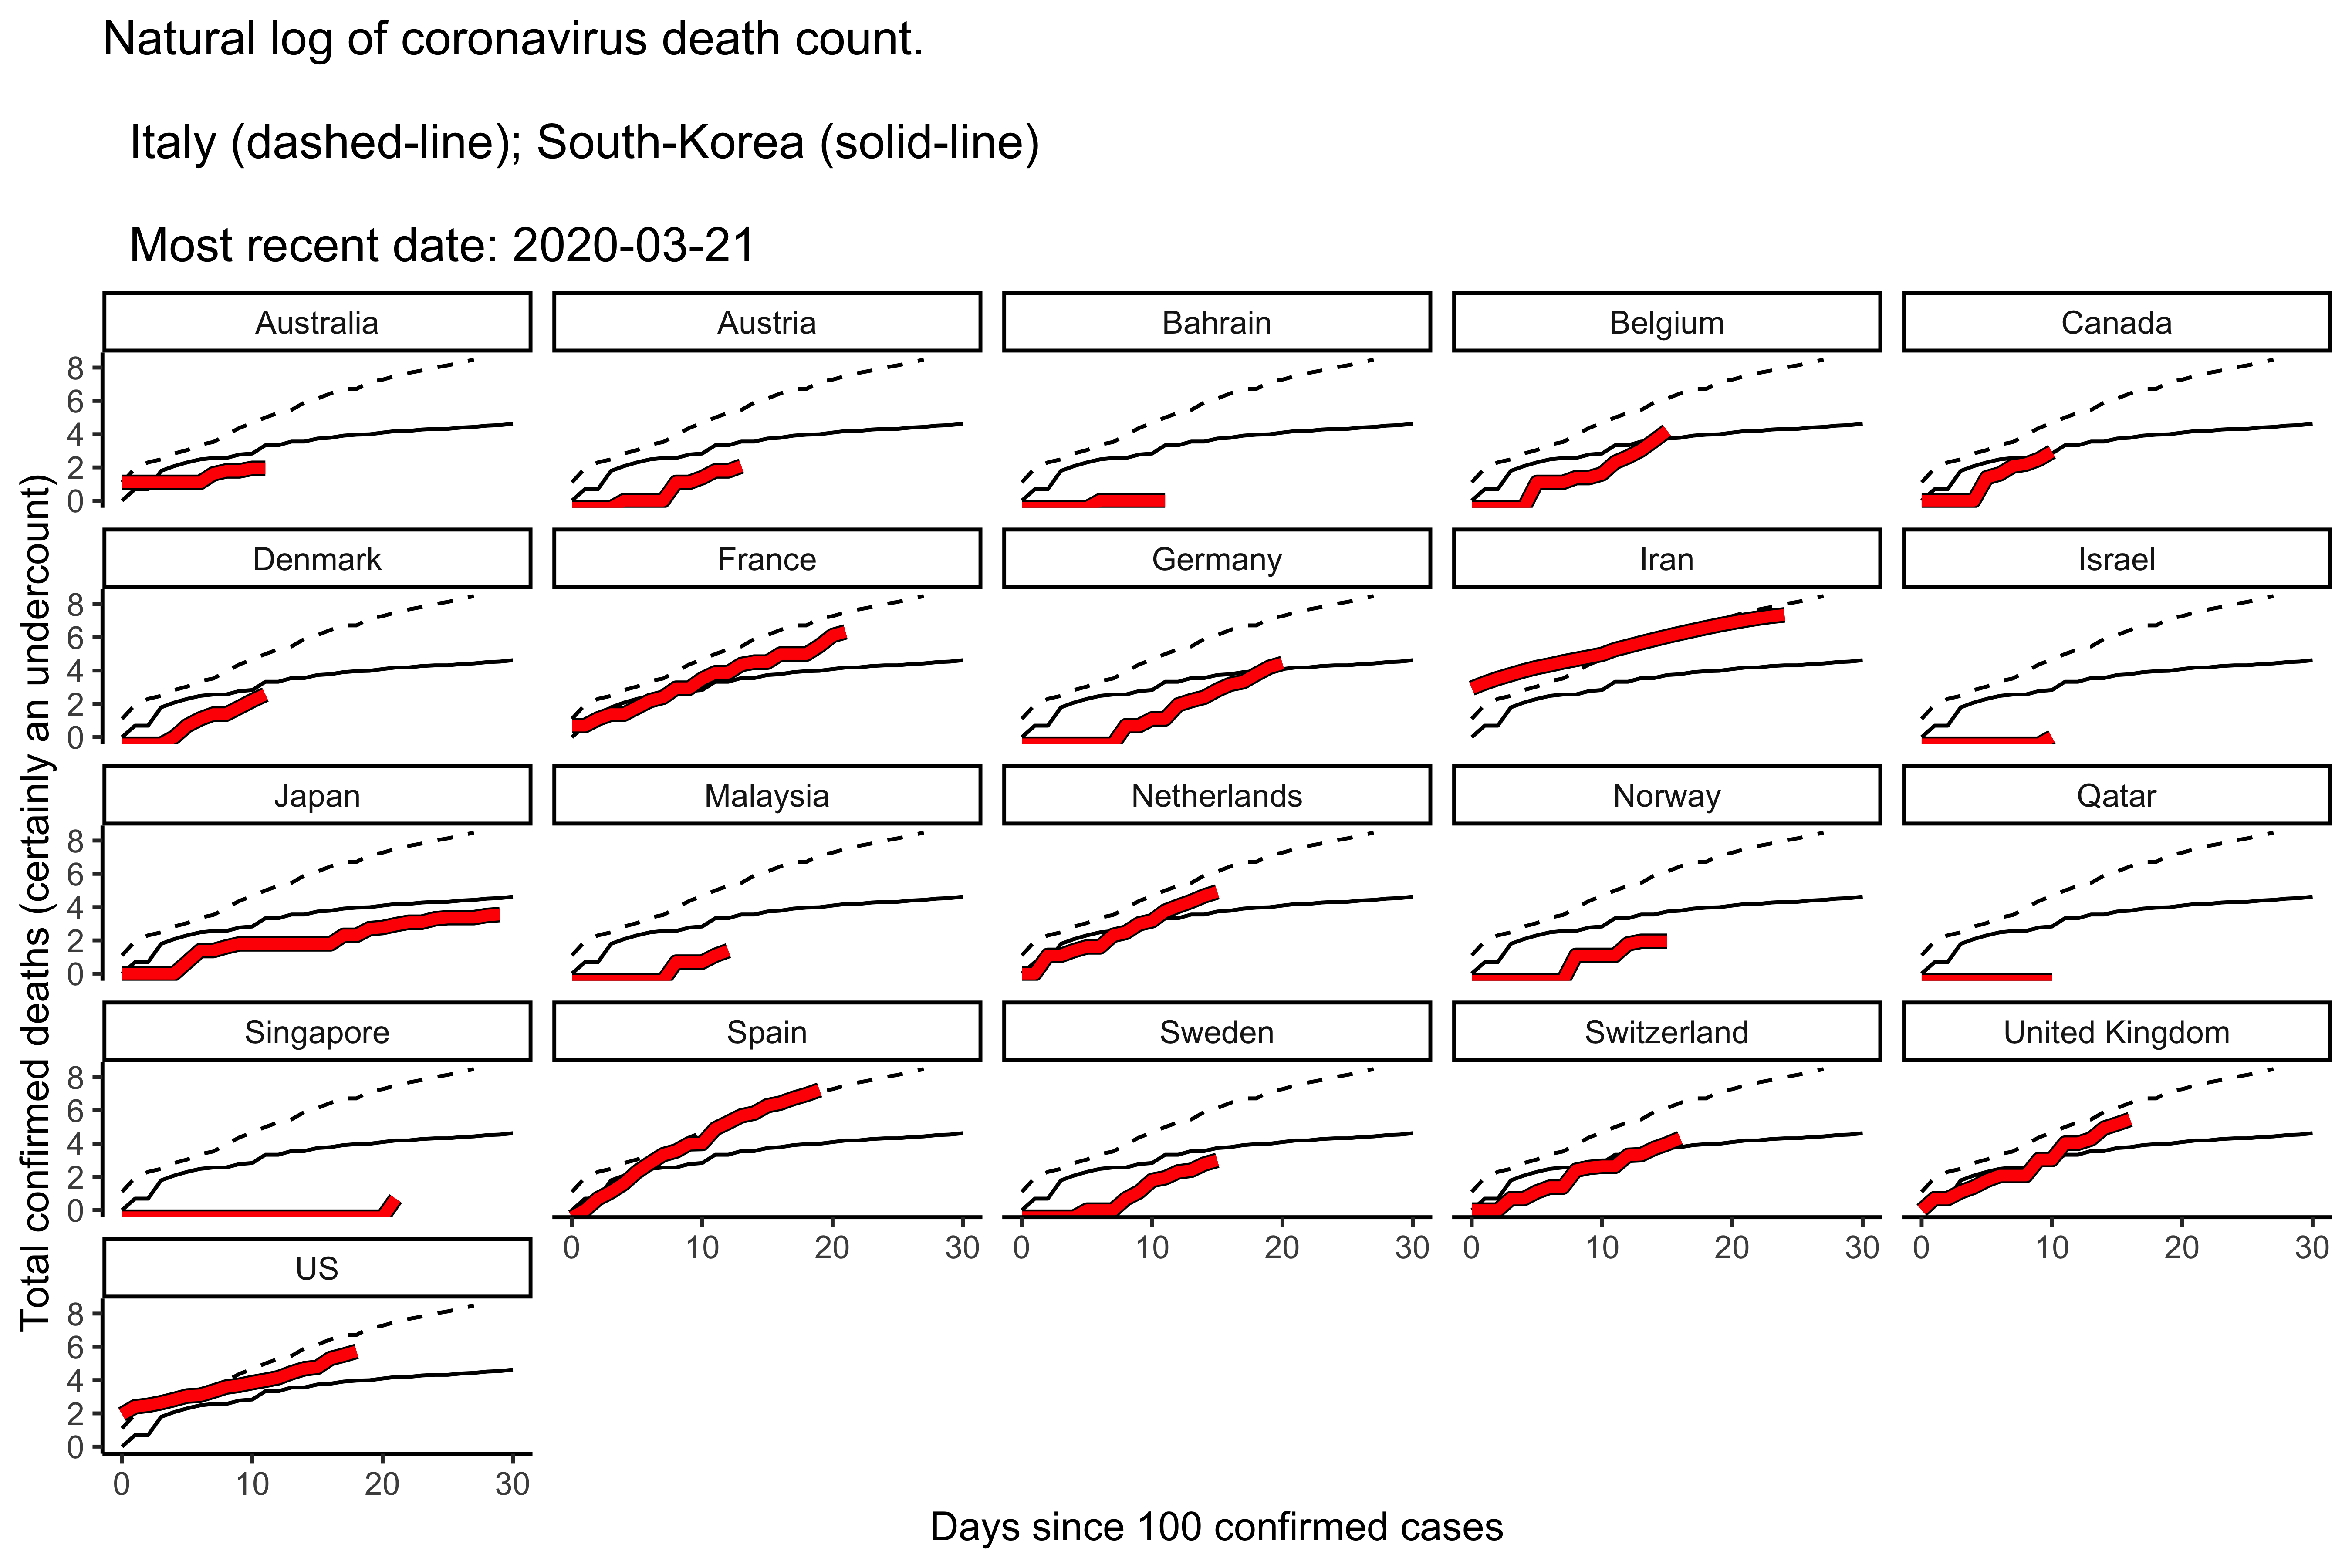 Natural log of coronavirus death count.
Italy (dashed-line); South-Korea (solid-line)
Most recent date: 2020-03-21
Total confirmed deaths (certainly an undercount)
Australia
Austria
Bahrain
Belgium
Canada
8
6
4
2
0
Denmark
France
Germany
Iran
Israel
8
6
4
2
0
Japan
Malaysia
Netherlands
Norway
Qatar
8
6
4
2
0
Singapore
Spain
Sweden
Switzerland
United Kingdom
8
6
4
2
0
0 10 20 30
0 10 20 30
0 10 20 30
0 10 20 30
US
8
6
4
2
0
0 10 20 30
Days since 100 confirmed cases